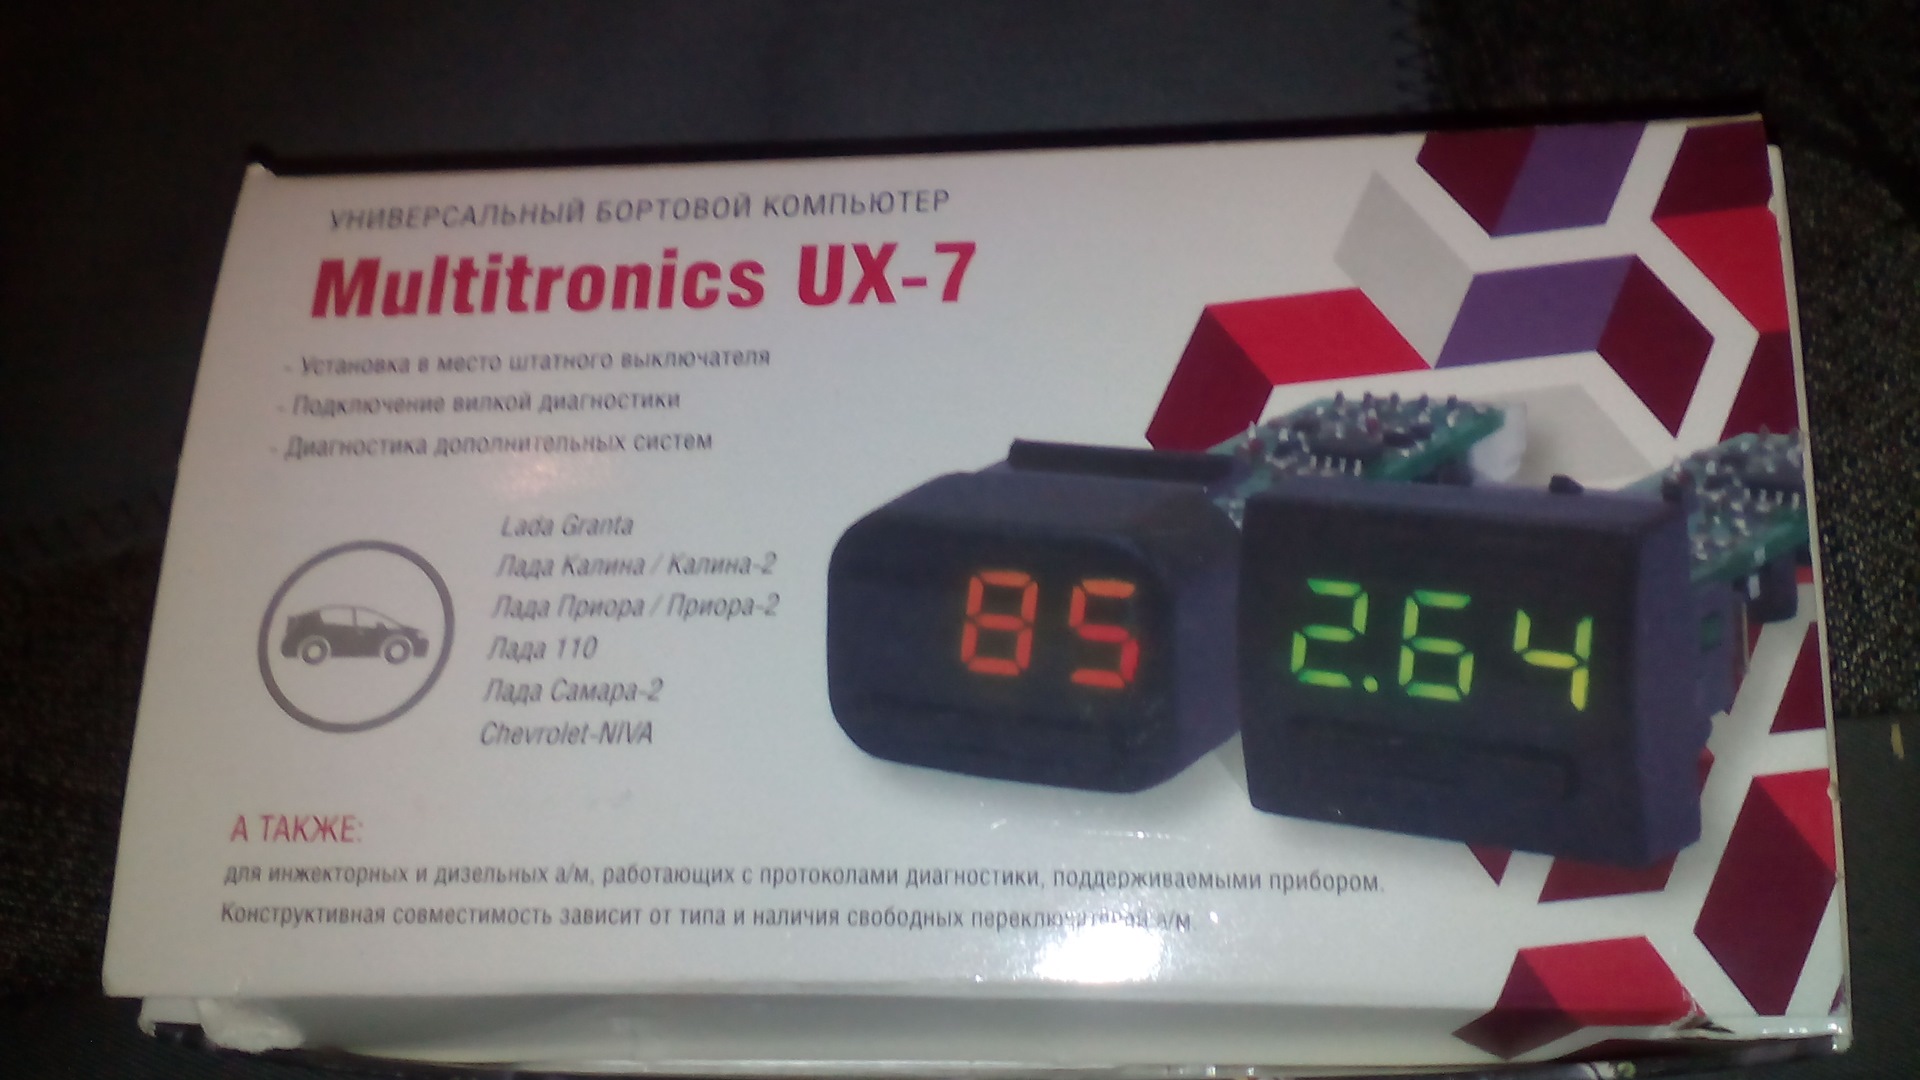 УНИВЕРСАЛЬНЫЙ БОРТОВОЙ КОМПЬЮТЕР
Multitronics UX-7
- Установка в место штатного выключателя
- Подключение вилкой диагностики
- Диагностика дополнительных систем
Lada Granta
Лада Калина / Калина-2
Лада Приора / Приора-2
Лада 110
Лада Самара-2
Chevrolet-NIVA
85
2.64
А ТАКЖЕ:
для инжекторных и дизельных а/м, работающих с протоколами диагностики, поддерживаемыми прибором.
Конструктивная совместимость зависит от типа и наличия свободных переключателей а/м.